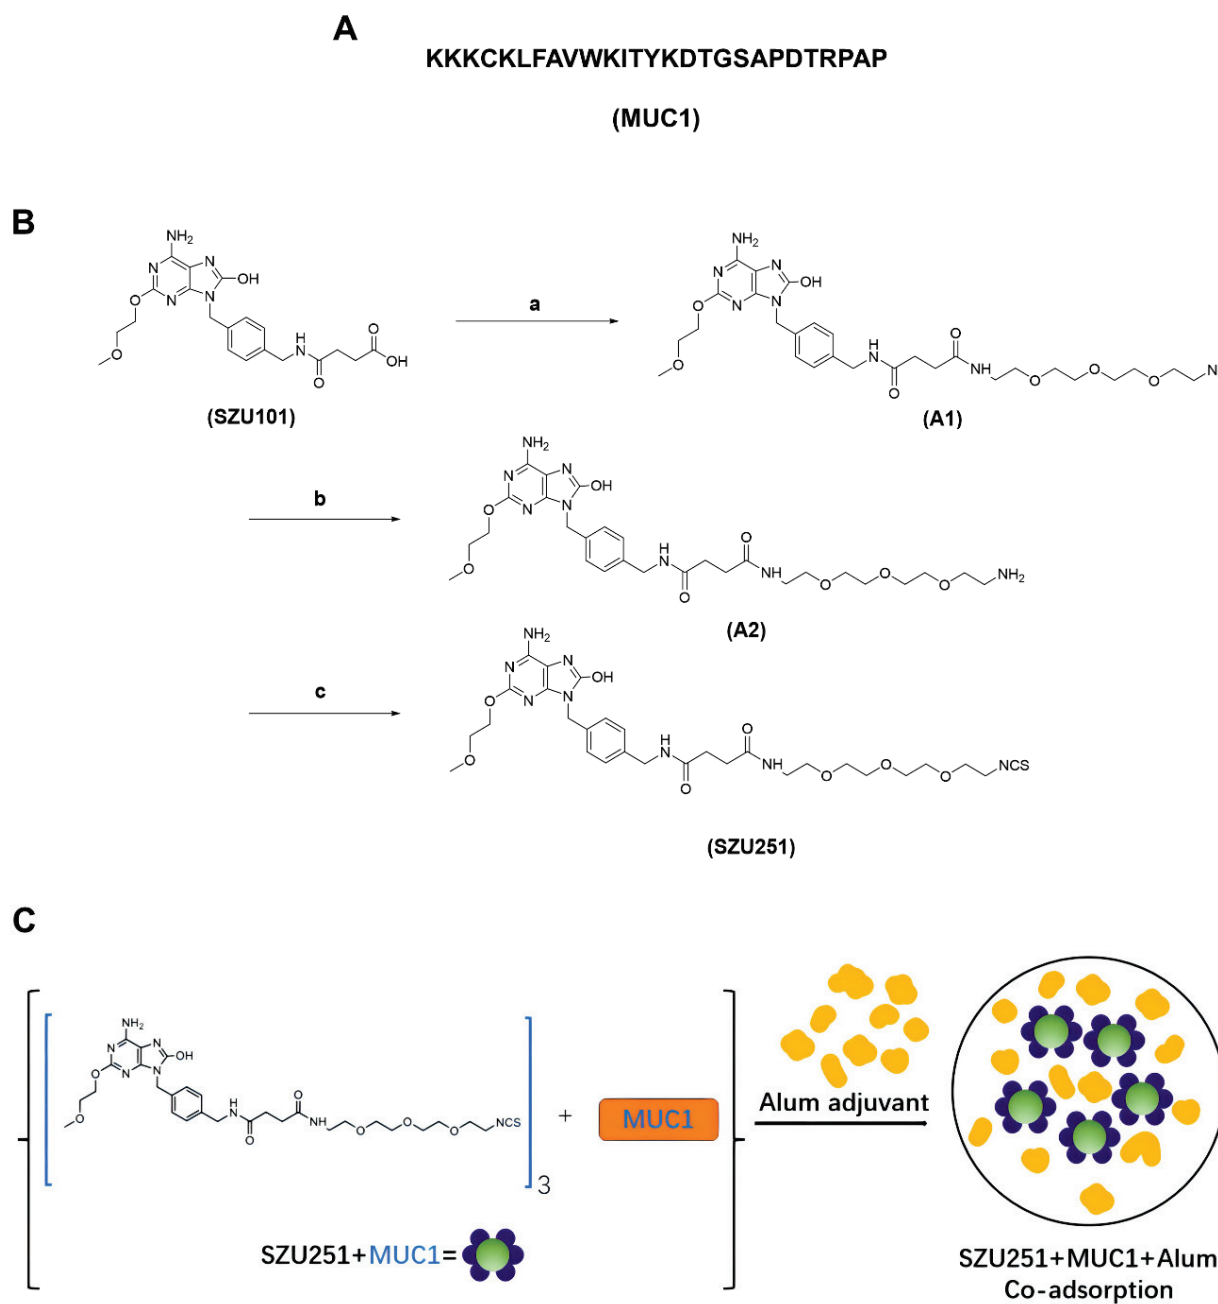 A
KKKCKLFAVWKITYKDTGSAPDTRPAP
(MUC1)
B
NH2
N
N
OH
N
N
O
O
H
N
O
O
OH
(SZU101)
a
NH2
N
N
OH
N
N
O
O
H
N
O
O
NH
O
O
O
N
(A1)
b
NH2
N
N
OH
N
N
O
O
H
N
O
O
NH
O
O
O
NH2
(A2)
c
NH2
N
N
OH
N
N
O
O
H
N
O
O
NH
O
O
O
NCS
(SZU251)
C
NH2
N
N
OH
N
N
O
O
H
N
O
O
NH
O
O
O
NCS
3
+
MUC1
SZU251+MUC1=
Alum adjuvant
SZU251+MUC1+Alum
Co-adsorption